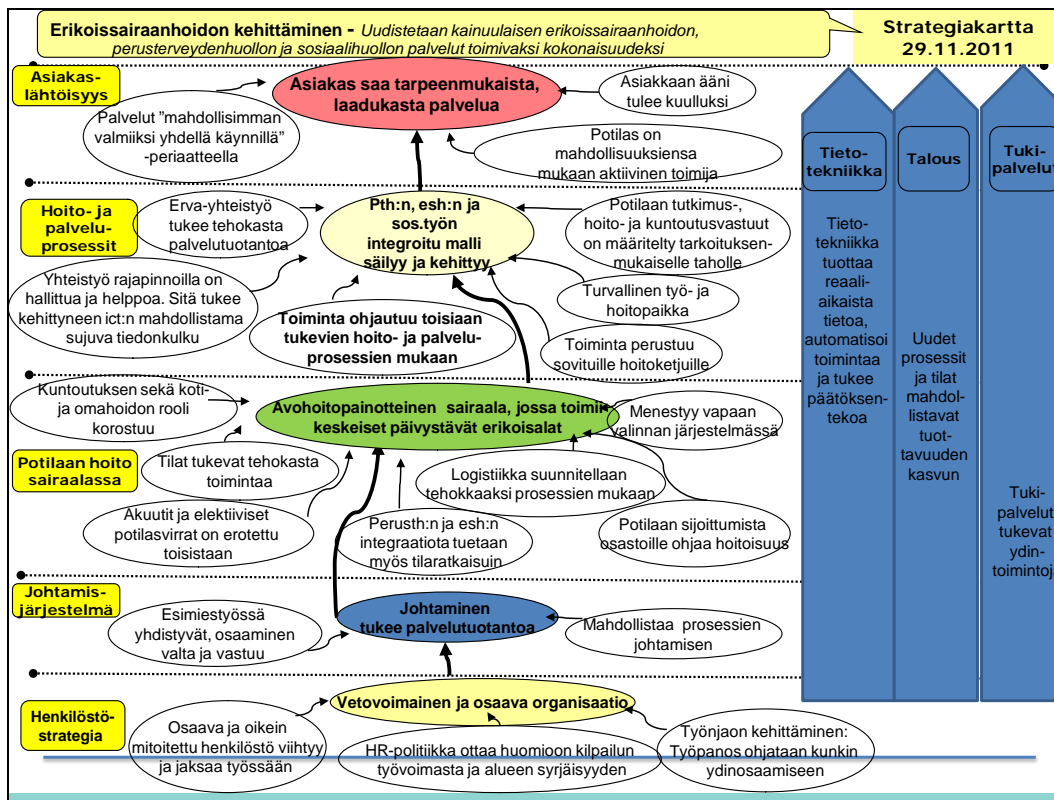 Erikoissairaanhoidon kehittäminen - Uudistetaan kainuulaisen erikoissairaanhoidon,
perusterveydenhuollon ja sosiaalihuollon palvelut toimivaksi kokonaisuudeksi
Strategiakartta
29.11.2011
Asiakas-
lähtöisyys
Asiakas saa tarpeenmukaista,
laadukasta palvelua
Asiakkaan ääni
tulee kuulluksi
Palvelut "mahdollisimman
valmiiksi yhdellä käynnillä"
-periaatteella
Potilas on
mahdollisuuksiensa
mukaan aktiivinen toimija
Hoito- ja
palvelu-
prosessit
Erva-yhteistyö
tukee tehokasta
palvelutuotantoa
Pth:n, esh:n ja
sos.työn
integroitu malli
säilyy ja kehittyy
Potilaan tutkimus-,
hoito- ja kuntoutusvastuut
on määritelty tarkoituksen-
mukaiselle taholle
Yhteistyö rajapinnoilla on
hallittua ja helppoa. Sitä tukee
kehittyneen ict:n mahdollistama
sujuva tiedonkulku
Toiminta ohjautuu toisiaan
tukevien hoito- ja palvelu-
prosessien mukaan
Turvallinen työ- ja
hoitopaikka
Toiminta perustuu
sovituille hoitoketjuille
Kuntoutuksen sekä koti-
ja omahoidon rooli
korostuu
Avohoitopainotteinen sairaala, jossa toimii
keskeiset päivystävät erikoisalat
Menestyy vapaan
valinnan järjestelmässä
Potilaan hoito
sairaalassa
Tilat tukevat tehokasta
toimintaa
Logistiikka suunnitellaan
tehokkaaksi prosessien mukaan
Akuutit ja elektiiviset
potilasvirrat on erotettu
toisistaan
Perusth:n ja esh:n
integraatiota tuetaan
myös tilaratkaisuin
Potilaan sijoittumista
osastoille ohjaa hoitoisuus
Johtamis-
järjestelmä
Esimiestyössä
yhdistyvät, osaaminen
valta ja vastuu
Johtaminen
tukee palvelutuotantoa
Mahdollistaa prosessien
johtamisen
Henkilöstö-
strategia
Vetovoimainen ja osaava organisaatio
Osaava ja oikein
mitoitettu henkilöstö viihtyy
ja jaksaa työssään
HR-politiikka ottaa huomioon kilpailun
työvoimasta ja alueen syrjäisyyden
Työnjaon kehittäminen:
Työpanos ohjataan kunkin
ydinosaamiseen
Tieto-
tekniikka
Tieto-
tekniikka
tuottaa
reaali-
aikaista
tietoa,
automatisoi
toimintaa
ja tukee
päätöksen-
tekoa
Talous
Uudet
prosessit
ja tilat
mahdol-
listavat
tuot-
tavuuden
kasvun
Tuki-
palvelut
Tuki-
palvelut
tukevat
ydin-
toimintoja